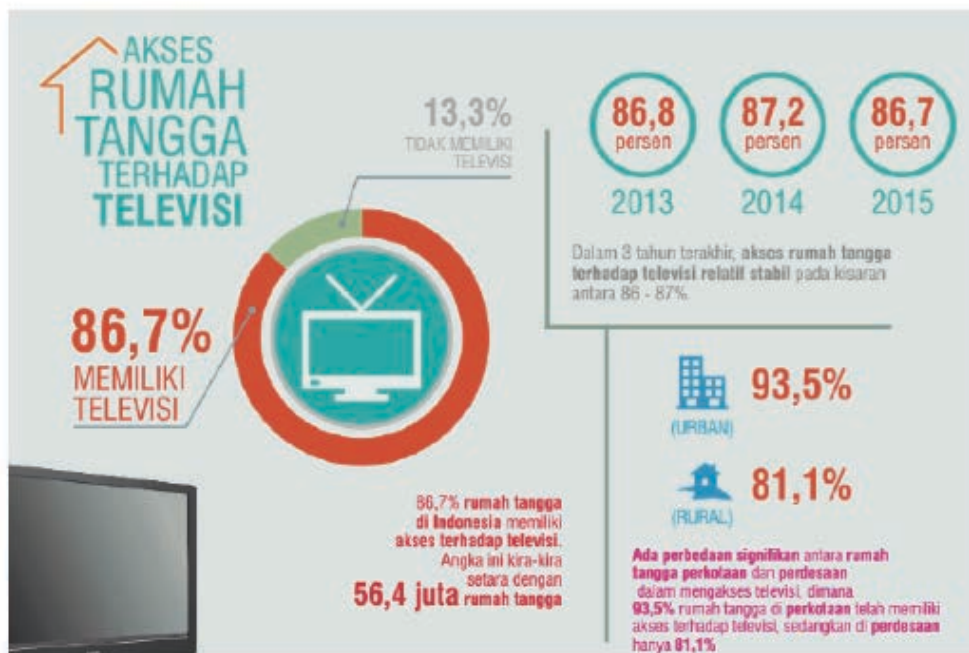 AKSES
RUMAH
TANGGA
TERHADAP
TELEVISI
13,3%
TIDAK MEMILIKI
TELEVISI
86,7%
MEMILIKI
TELEVISI
86,7% rumah tangga
di Indonesia memiliki
akses terhadap televisi.
Angka ini kira-kira
setara dengan
56,4 juta rumah tangga
86,8
persen
2013
87,2
persen
2014
86,7
persen
2015
Dalam 3 tahun terakhir, akses rumah tangga
terhadap televisi relatif stabil pada kisaran
antara 86 - 87%.
93,5%
(URBAN)
81,1%
(RURAL)
Ada perbedaan signifikan antara rumah
tangga perkotaan dan perdesaan
dalam mengakses televisi, dimana
93,5% rumah tangga di perkotaan telah memiliki
akses terhadap televisi, sedangkan di perdesaan
hanya 81,1%